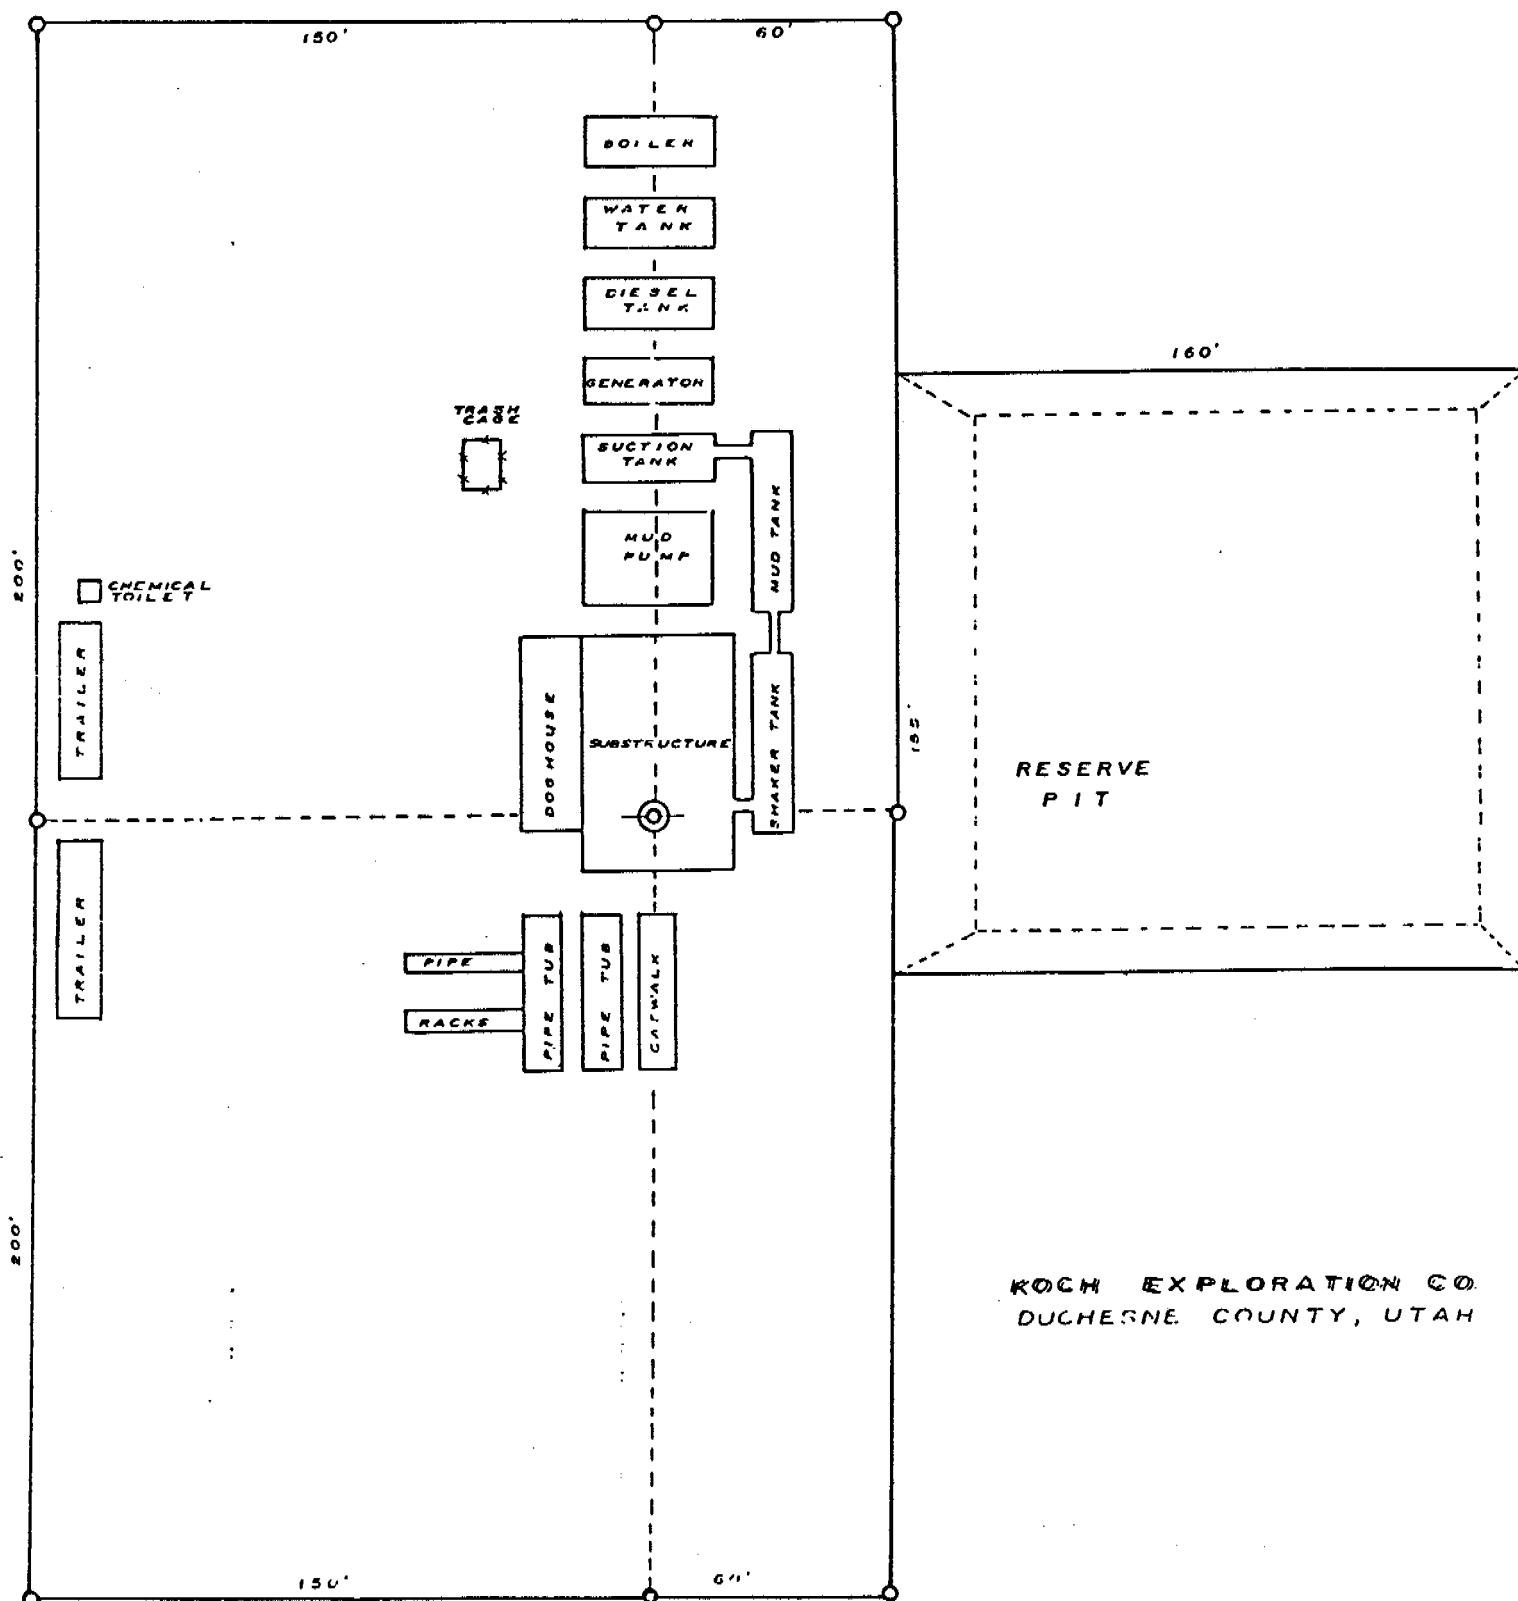 150'
60'
BOILER
WATER
TANK
DIESEL
TANK
GENERATOR
TRASH
CAGE
SUCTION
TANK
MUD TANK
MUD
PUMP
160'
200'
CHEMICAL
TOILET
TRAILER
DOGHOUSE
SUBSTRUCTURE
SHAKER TANK
155'
RESERVE
PIT
TRAILER
PIPE
RACKS
PIPE TUB
PIPE TUB
CATWALK
200'
KOCH EXPLORATION CO.
DUCHESNE COUNTY, UTAH
150'
60'